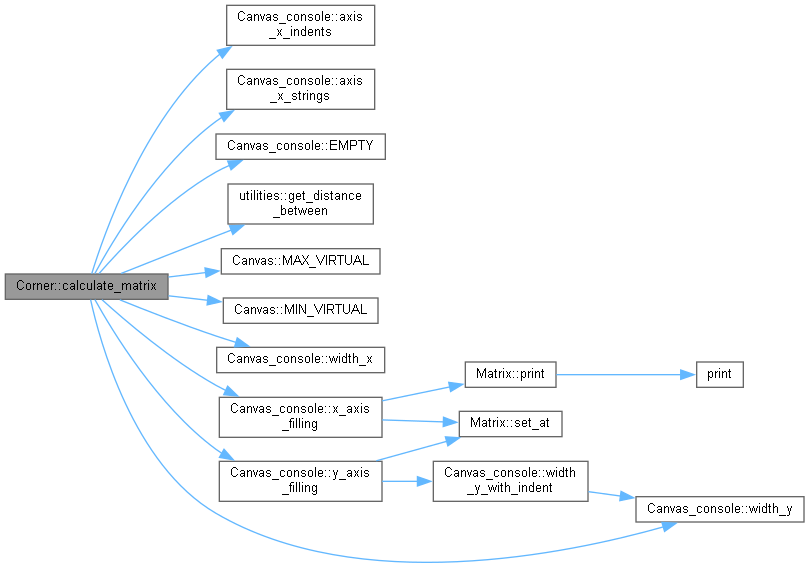 Canvas_console::axis
_x_indents
Canvas_console::axis
_x_strings
Canvas_console::EMPTY
utilities::get_distance
_between
Canvas::MAX_VIRTUAL
Corner::calculate_matrix
Canvas::MIN_VIRTUAL
Canvas_console::width_x
Matrix::print
print
Canvas_console::x_axis
_filling
Matrix::set_at
Canvas_console::y_axis
_filling
Canvas_console::width
_y_with_indent
Canvas_console::width_y